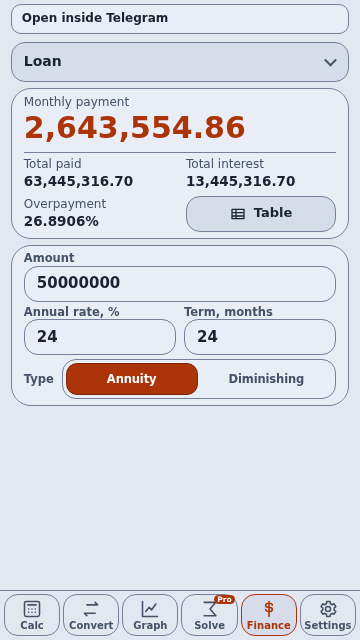 Open inside Telegram
Loan
Monthly payment
2,643,554.86
Total paid
Total interest
63,445,316.70
13,445,316.70
Overpayment
26.8906%
Table
Amount
50000000
Annual rate, %
Term, months
24
24
Type
Annuity
Diminishing
Calc
Convert
Graph
Pro
Solve
Finance
Settings